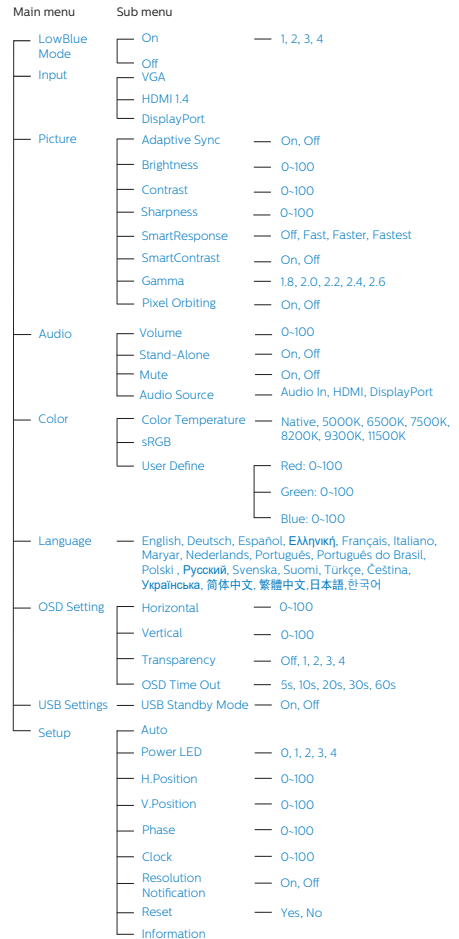 Main menu Sub menu
LowBlue Mode On 1, 2, 3, 4
Off
Input VGA
HDMI 1.4
DisplayPort
Picture Adaptive Sync On, Off
Brightness 0~100
Contrast 0~100
Sharpness 0~100
SmartResponse Off, Fast, Faster, Fastest
SmartContrast On, Off
Gamma 1.8, 2.0, 2.2, 2.4, 2.6
Pixel Orbiting On, Off
Audio Volume 0~100
Stand-Alone On, Off
Mute On, Off
Audio Source Audio In, HDMI, DisplayPort
Color Color Temperature Native, 5000K, 6500K, 7500K,
8200K, 9300K, 11500K
sRGB
User Define Red: 0~100
Green: 0~100
Blue: 0~100
Language English, Deutsch, Español, Ελληνική, Français, Italiano,
Maryar, Nederlands, Português, Português do Brasil,
Polski , Русский, Svenska, Suomi, Türkçe, Čeština,
Українська, 简体中文, 繁體中文,日本語,한국어
OSD Setting Horizontal 0~100
Vertical 0~100
Transparency Off, 1, 2, 3, 4
OSD Time Out 5s, 10s, 20s, 30s, 60s
USB Settings USB Standby Mode On, Off
Setup Auto
Power LED 0, 1, 2, 3, 4
H.Position 0~100
V.Position 0~100
Phase 0~100
Clock 0~100
Resolution
Notification On, Off
Reset Yes, No
Information